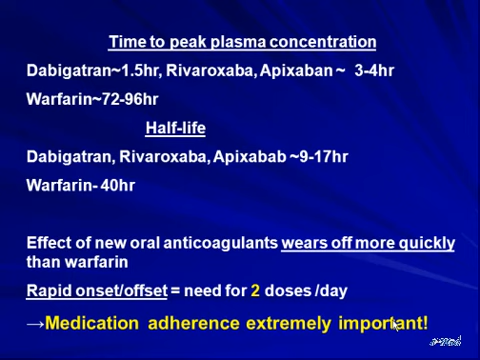 Time to peak plasma concentration
Dabigatran~1.5hr, Rivaroxaba, Apixaban ~ 3-4hr
Warfarin~72-96hr
Half-life
Dabigatran, Rivaroxaba, Apixabab ~9-17hr
Warfarin- 40hr
Effect of new oral anticoagulants wears off more quickly
than warfarin
Rapid onset/offset = need for 2 doses /day
→Medication adherence extremely important!